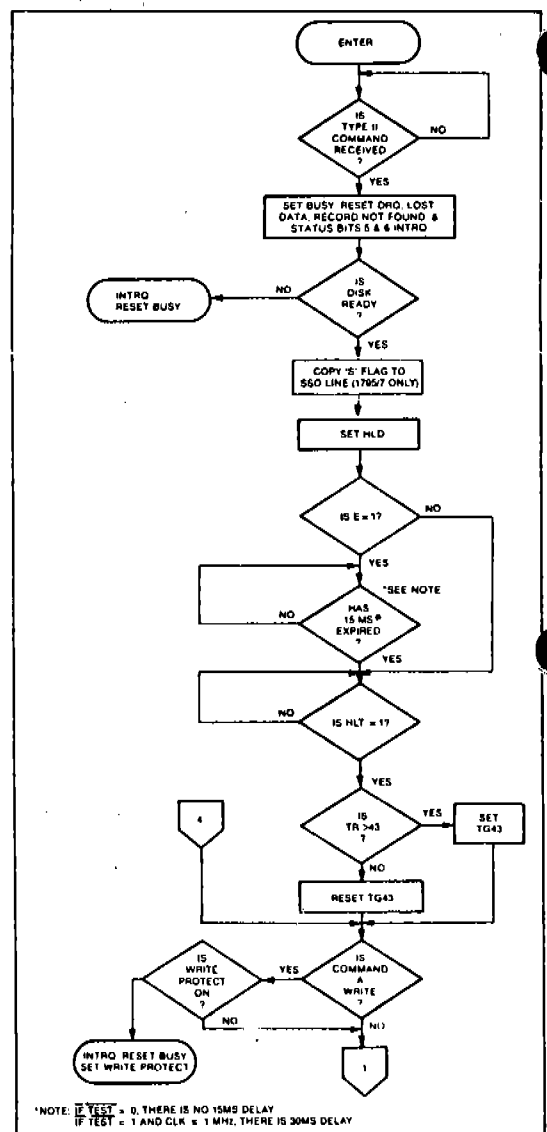 ENTER
IS
TYPE II
COMMAND
RECEIVED
?
NO
YES
SET BUSY, RESET DRQ, LOST
DATA, RECORD NOT FOUND &
STATUS BITS 5 & 6 INTRQ
IS
DISK
READY
?
NO
INTRQ
RESET BUSY
YES
COPY 'S' FLAG TO
SSO LINE (1795/7 ONLY)
SET HLD
IS E = 1?
NO
YES
*SEE NOTE
HAS
15 MS*
EXPIRED
?
NO
YES
IS HLT = 1?
NO
YES
4
IS
TR >43
?
YES
SET
TG43
NO
RESET TG43
IS
WRITE
PROTECT
ON
?
YES
IS
COMMAND
A
WRITE
?
NO
NO
INTRQ RESET BUSY
SET WRITE PROTECT
1
*NOTE: IF TEST = 0, THERE IS NO 15MS DELAY
IF TEST = 1 AND CLK = 1 MHz, THERE IS 30MS DELAY